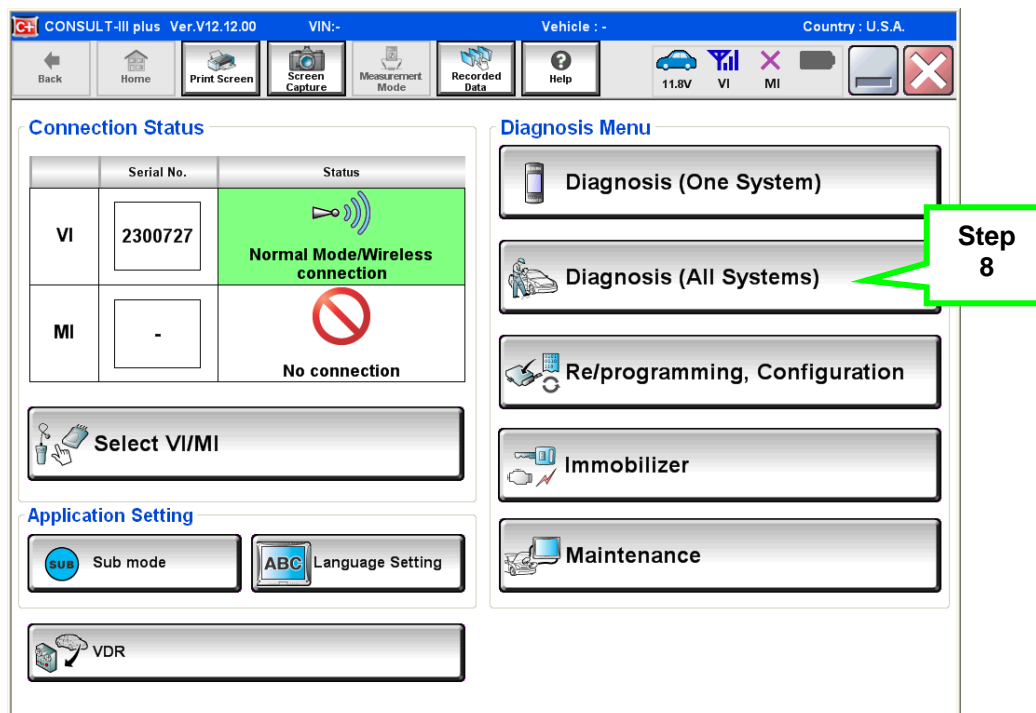 C+ CONSULT-III plus Ver.V12.12.00 VIN:- Vehicle : - Country : U.S.A.
Back
Home
Print Screen
Screen
Capture
Measurement
Mode
Recorded
Data
Help
11.8V
VI
MI
Connection Status
Serial No.
Status
VI
2300727
Normal Mode/Wireless
connection
MI
-
No connection
Select VI/MI
Application Setting
SUB
Sub mode
ABC
Language Setting
VDR
Diagnosis Menu
Diagnosis (One System)
Diagnosis (All Systems)
Re/programming, Configuration
Immobilizer
Maintenance
Step
8